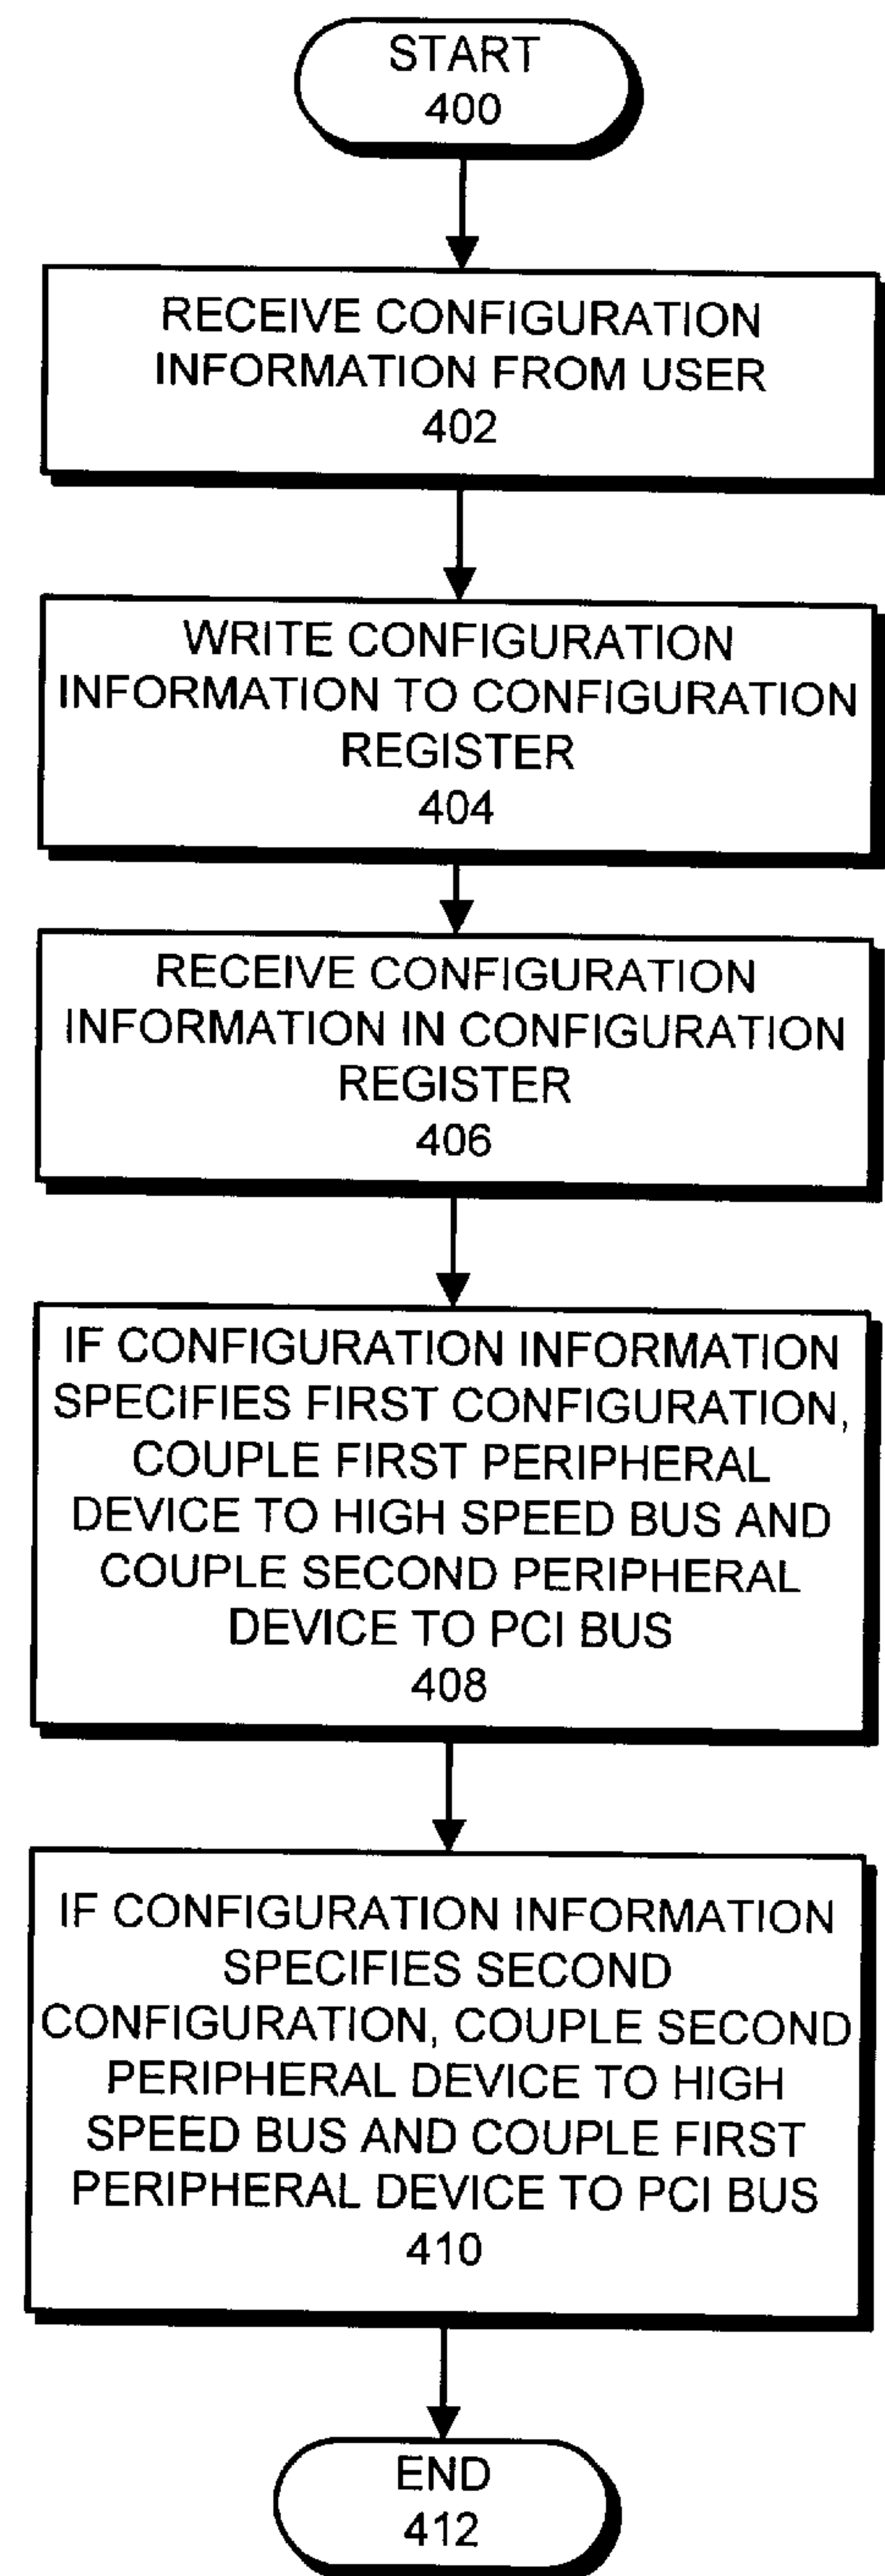 START
400
RECEIVE CONFIGURATION
INFORMATION FROM USER
402
WRITE CONFIGURATION
INFORMATION TO CONFIGURATION
REGISTER
404
RECEIVE CONFIGURATION
INFORMATION IN CONFIGURATION
REGISTER
406
IF CONFIGURATION INFORMATION
SPECIFIES FIRST CONFIGURATION,
COUPLE FIRST PERIPHERAL
DEVICE TO HIGH SPEED BUS AND
COUPLE SECOND PERIPHERAL
DEVICE TO PCI BUS
408
IF CONFIGURATION INFORMATION
SPECIFIES SECOND
CONFIGURATION, COUPLE SECOND
PERIPHERAL DEVICE TO HIGH
SPEED BUS AND COUPLE FIRST
PERIPHERAL DEVICE TO PCI BUS
410
END
412